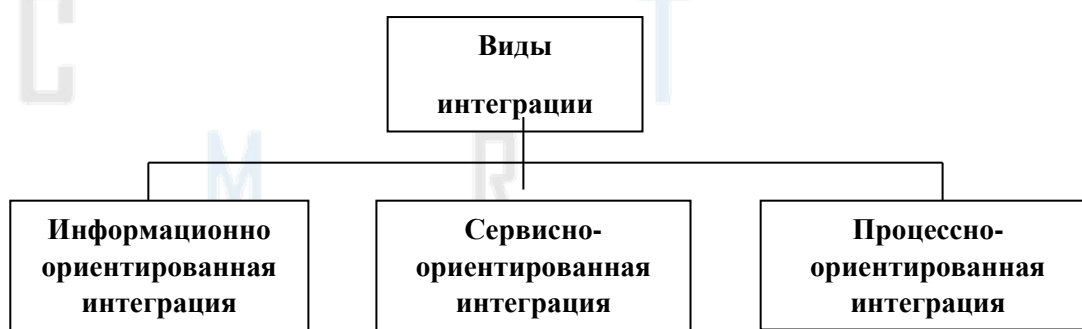 Виды
интеграции
Информационно
ориентированная
интеграция
Сервисно-
ориентированная
интеграция
Процессно-
ориентированная
интеграция
C
T
M
R